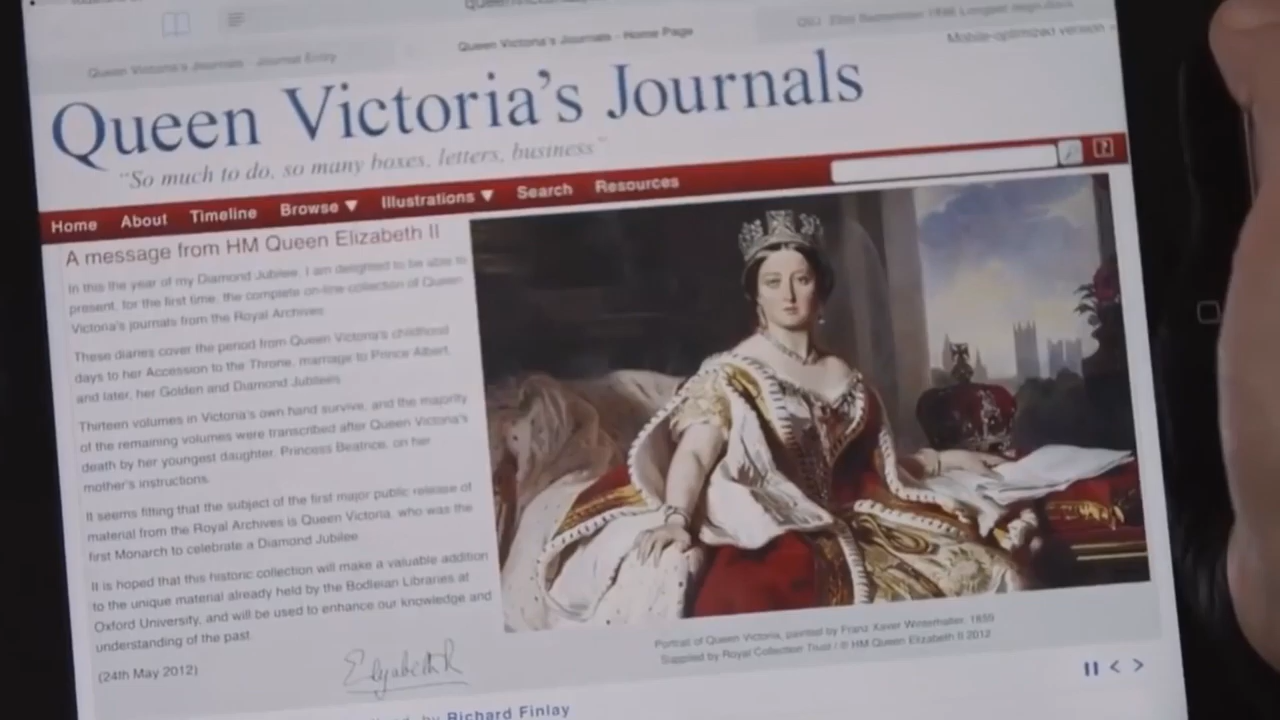 Queen Victoria's Journals - Journal Entry
Queen Victoria's Journals - Home Page
Mobile-optimized version
Queen Victoria's Journals
"So much to do, so many boxes, letters, business"
Home About Timeline Browse ▼ Illustrations ▼ Search Resources
A message from HM Queen Elizabeth II
In this the year of my Diamond Jubilee, I am delighted to be able to
present, for the first time, the complete on-line collection of Queen
Victoria's journals from the Royal Archives.
These diaries cover the period from Queen Victoria's childhood
days to her Accession to the Throne, marriage to Prince Albert,
and later, her Golden and Diamond Jubilees.
Thirteen volumes in Victoria's own hand survive, and the majority
of the remaining volumes were transcribed after Queen Victoria's
death by her youngest daughter, Princess Beatrice, on her
mother's instructions.
It seems fitting that the subject of the first major public release of
material from the Royal Archives is Queen Victoria, who was the
first Monarch to celebrate a Diamond Jubilee.
It is hoped that this historic collection will make a valuable addition
to the unique material already held by the Bodleian Libraries at
Oxford University, and will be used to enhance our knowledge and
understanding of the past.
(24th May 2012)
Elizabeth R
Portrait of Queen Victoria, painted by Franz Xaver Winterhalter, 1859
Supplied by Royal Collection Trust / © HM Queen Elizabeth II 2012
by Richard Finlay